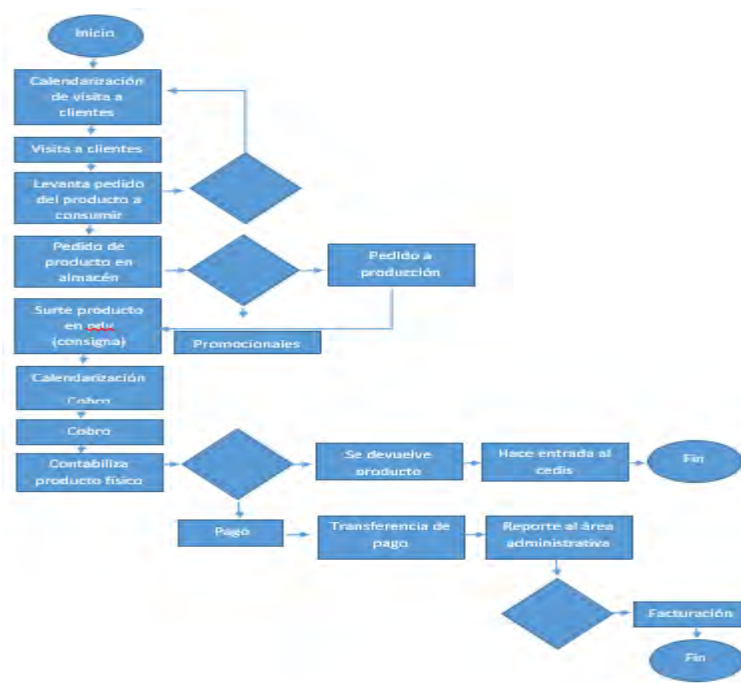 Inicio
Calendarización
de visita a
clientes
Visita a clientes
Levanta pedido
del producto a
consumir
Pedido de
producto en
almacén
Pedido a
producción
Surte producto
en pdv
(consigna)
Promocionales
Calendarización
Cobro
Cobro
Contabiliza
producto físico
Se devuelve
producto
Hace entrada al
cedis
Fin
Pago
Transferencia de
pago
Reporte al área
administrativa
Facturación
Fin